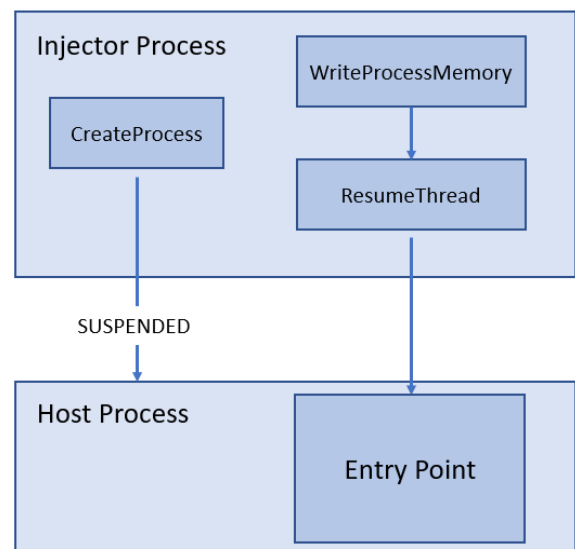 Injector Process
WriteProcessMemory
CreateProcess
ResumeThread
SUSPENDED
Host Process
Entry Point